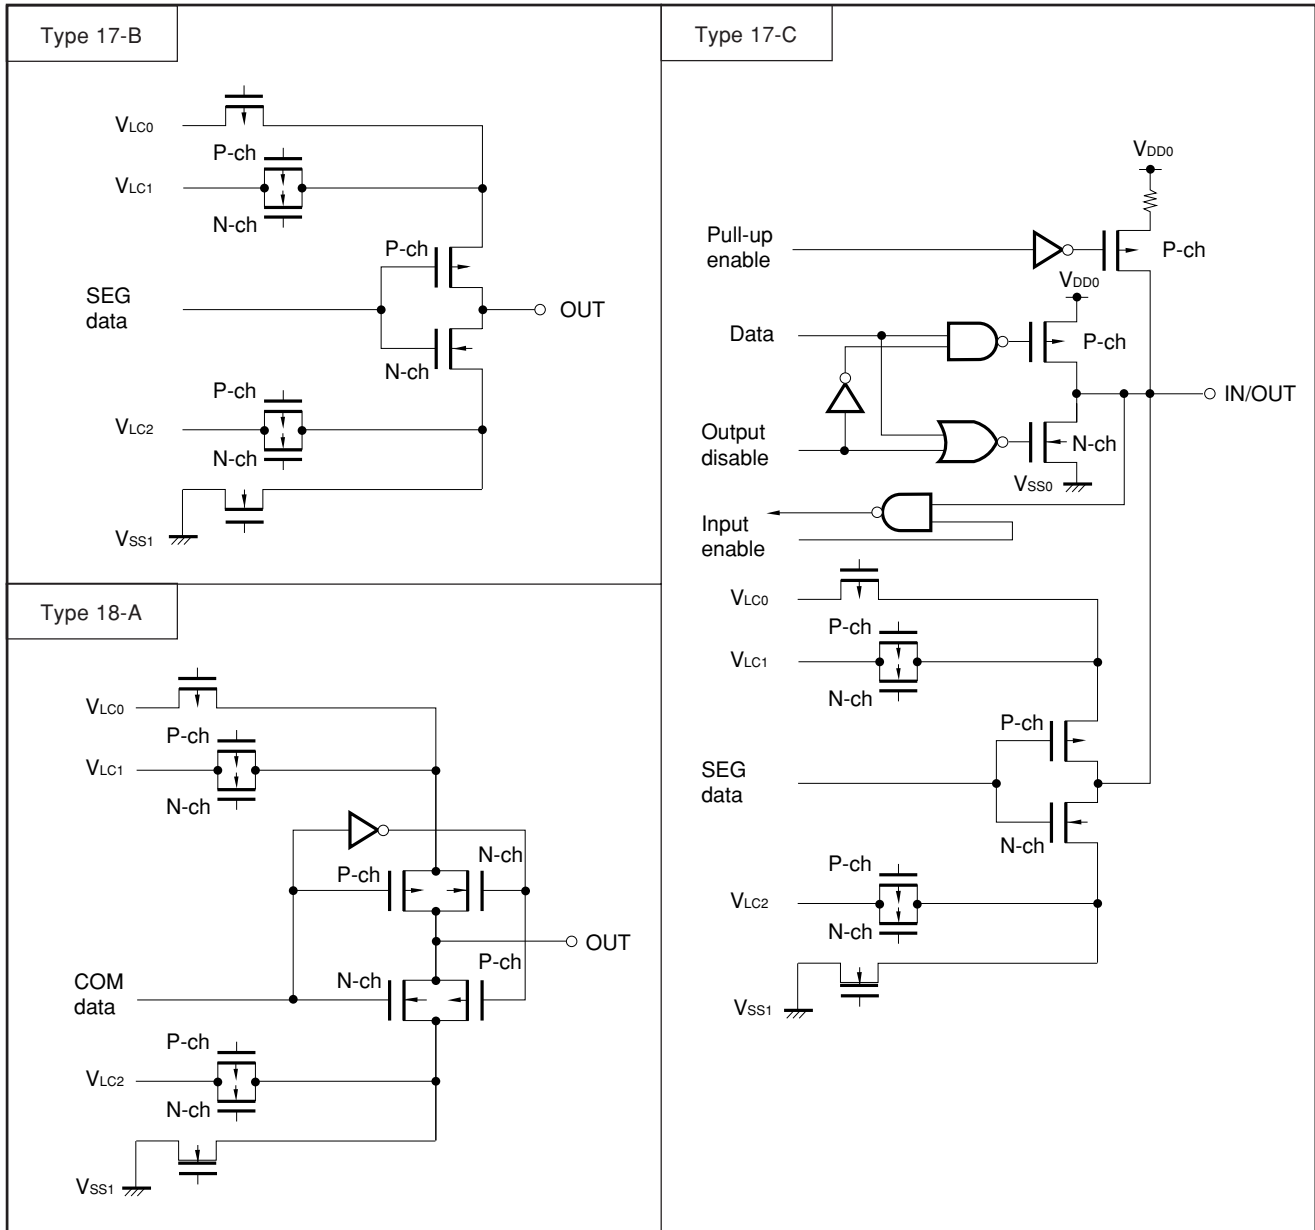 Type 17-B
VLC0
P-ch
VLC1
N-ch
P-ch
SEG
data
OUT
N-ch
P-ch
VLC2
N-ch
VSS1
Type 18-A
VLC0
P-ch
VLC1
N-ch
N-ch
P-ch
OUT
P-ch
N-ch
COM
data
P-ch
VLC2
N-ch
VSS1
Type 17-C
VDD0
Pull-up
enable
P-ch
VDD0
Data
P-ch
IN/OUT
Output
disable
N-ch
VSS0
Input
enable
VLC0
P-ch
VLC1
N-ch
P-ch
SEG
data
N-ch
P-ch
VLC2
N-ch
VSS1